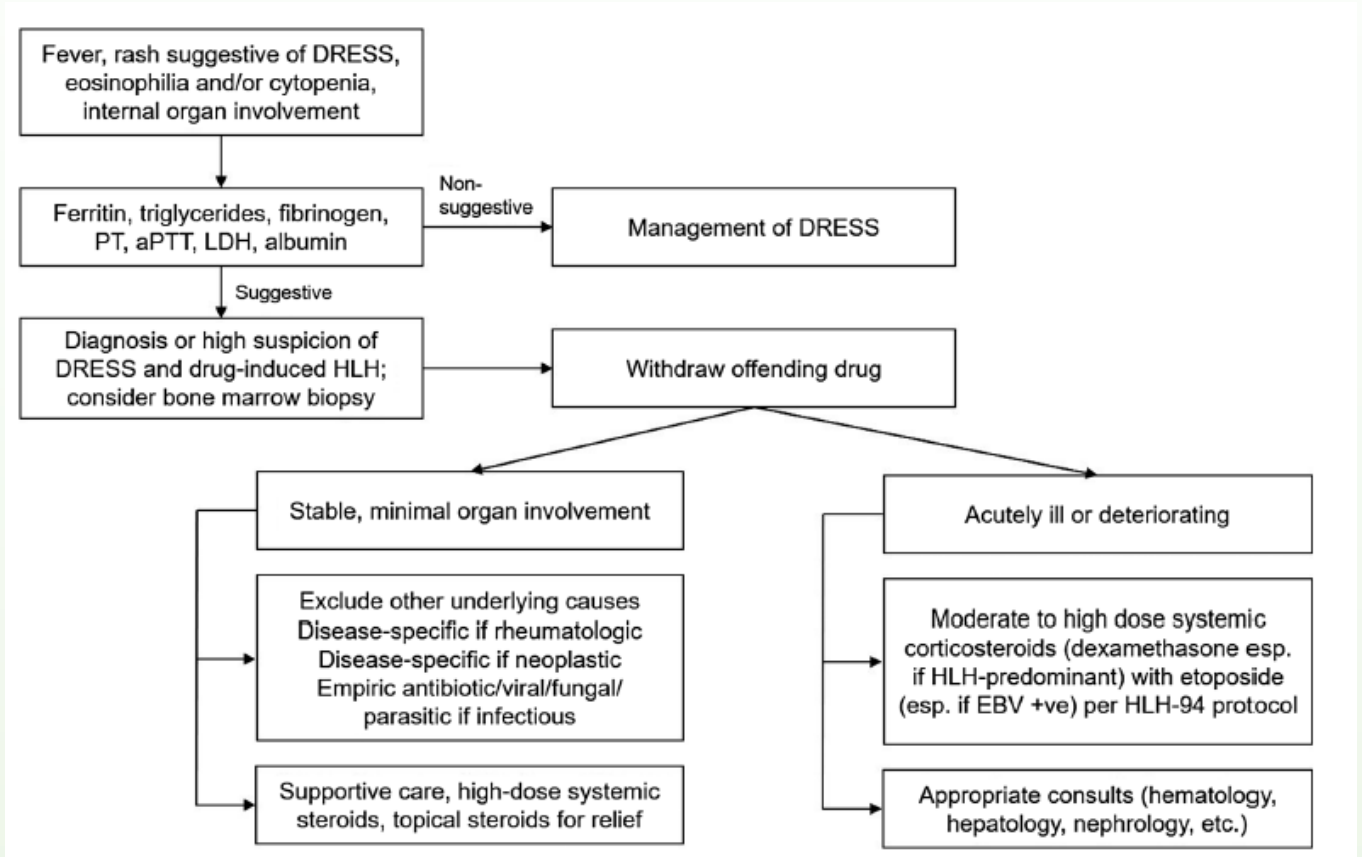 Fever, rash suggestive of DRESS,
eosinophilia and/or cytopenia,
internal organ involvement
Ferritin, triglycerides, fibrinogen,
PT, aPTT, LDH, albumin
Non-
suggestive
Management of DRESS
Suggestive
Diagnosis or high suspicion of
DRESS and drug-induced HLH;
consider bone marrow biopsy
Withdraw offending drug
Stable, minimal organ involvement
Exclude other underlying causes
Disease-specific if rheumatologic
Disease-specific if neoplastic
Empiric antibiotic/viral/fungal/
parasitic if infectious
Supportive care, high-dose systemic
steroids, topical steroids for relief
Acutely ill or deteriorating
Moderate to high dose systemic
corticosteroids (dexamethasone esp.
if HLH-predominant) with etoposide
(esp. if EBV +ve) per HLH-94 protocol
Appropriate consults (hematology,
hepatology, nephrology, etc.)